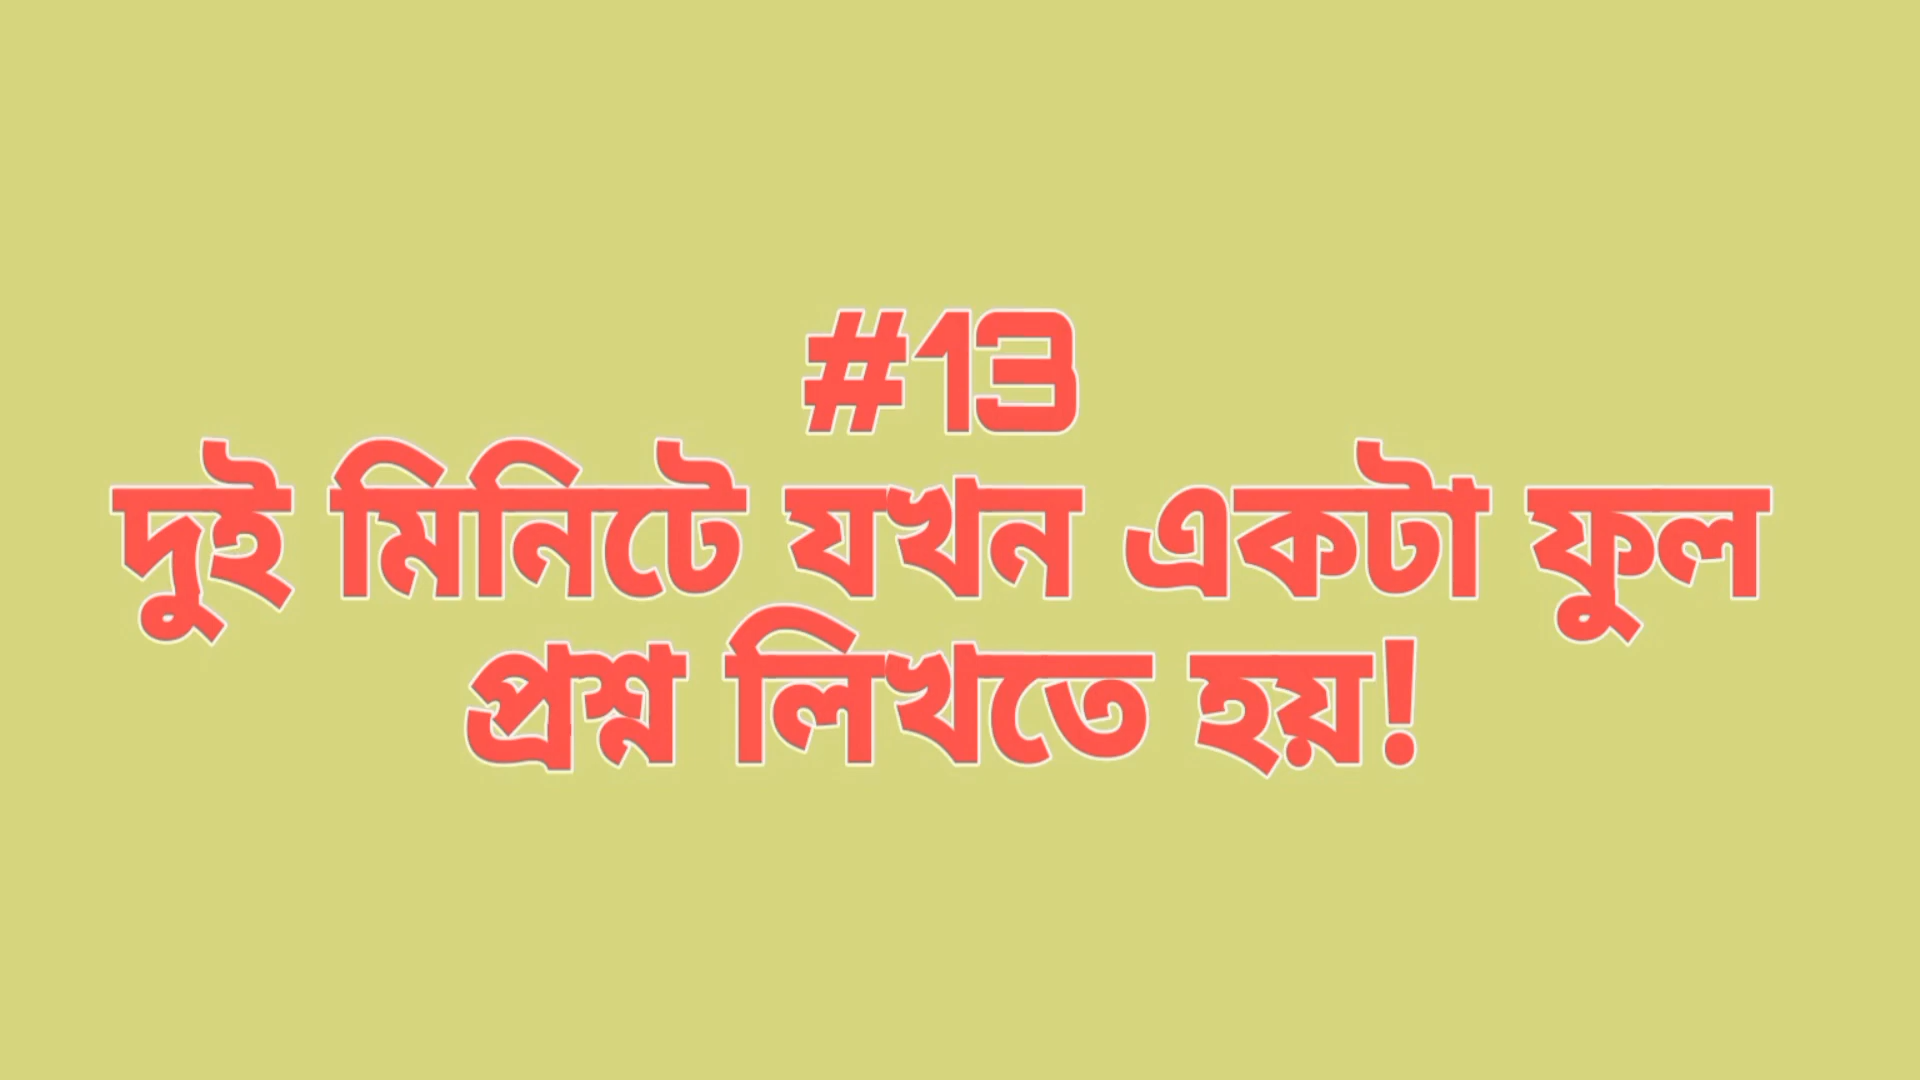 #13
দুই মিনিটে যখন একটা ফুল
প্রশ্ন লিখতে হয়!